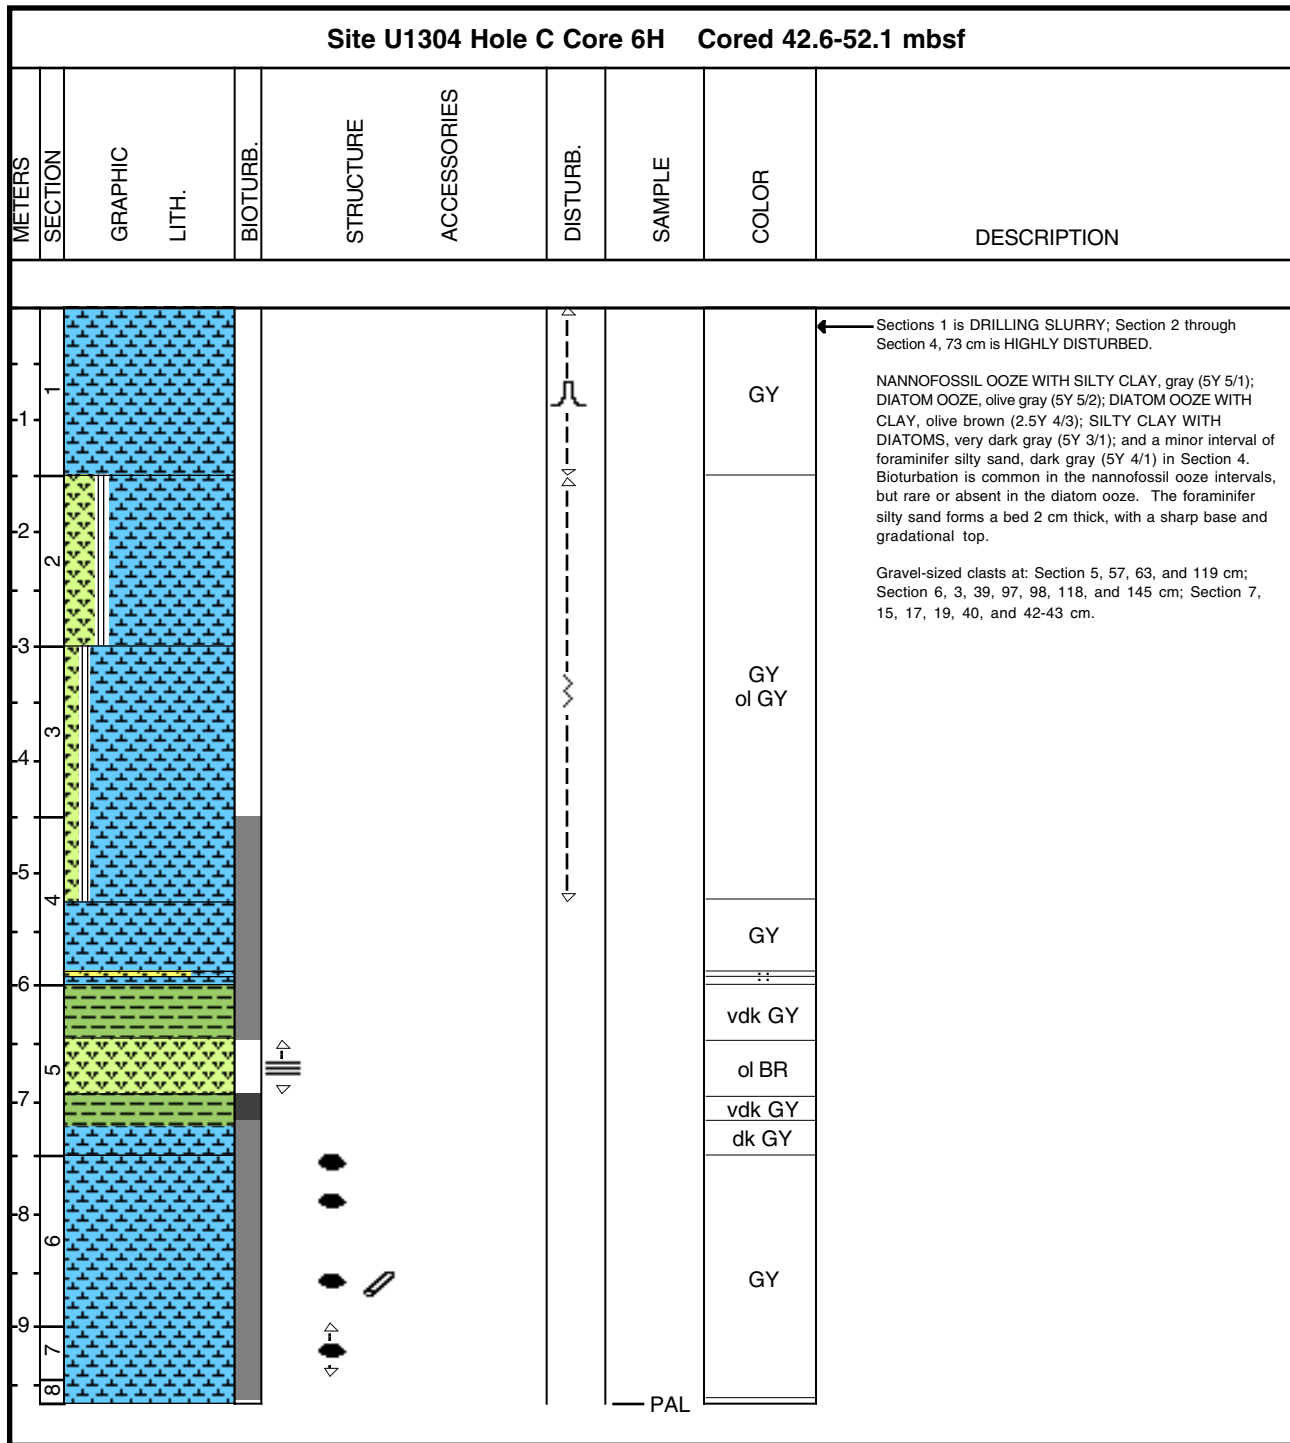 Site U1304 Hole C Core 6H Cored 42.6-52.1 mbsf
METERS
SECTION
GRAPHIC
LITH.
BIOTURB.
STRUCTURE
ACCESSORIES
DISTURB.
SAMPLE
COLOR
DESCRIPTION
1
2
3
4
5
6
7
8
9
1
2
3
4
5
6
7
8
GY
GY
ol GY
GY
::
vdk GY
ol BR
vdk GY
dk GY
GY
PAL
Sections 1 is DRILLING SLURRY; Section 2 through
Section 4, 73 cm is HIGHLY DISTURBED.
NANNOFOSSIL OOZE WITH SILTY CLAY, gray (5Y 5/1);
DIATOM OOZE, olive gray (5Y 5/2); DIATOM OOZE WITH
CLAY, olive brown (2.5Y 4/3); SILTY CLAY WITH
DIATOMS, very dark gray (5Y 3/1); and a minor interval of
foraminifer silty sand, dark gray (5Y 4/1) in Section 4.
Bioturbation is common in the nannofossil ooze intervals,
but rare or absent in the diatom ooze. The foraminifer
silty sand forms a bed 2 cm thick, with a sharp base and
gradational top.
Gravel-sized clasts at: Section 5, 57, 63, and 119 cm;
Section 6, 3, 39, 97, 98, 118, and 145 cm; Section 7,
15, 17, 19, 40, and 42-43 cm.